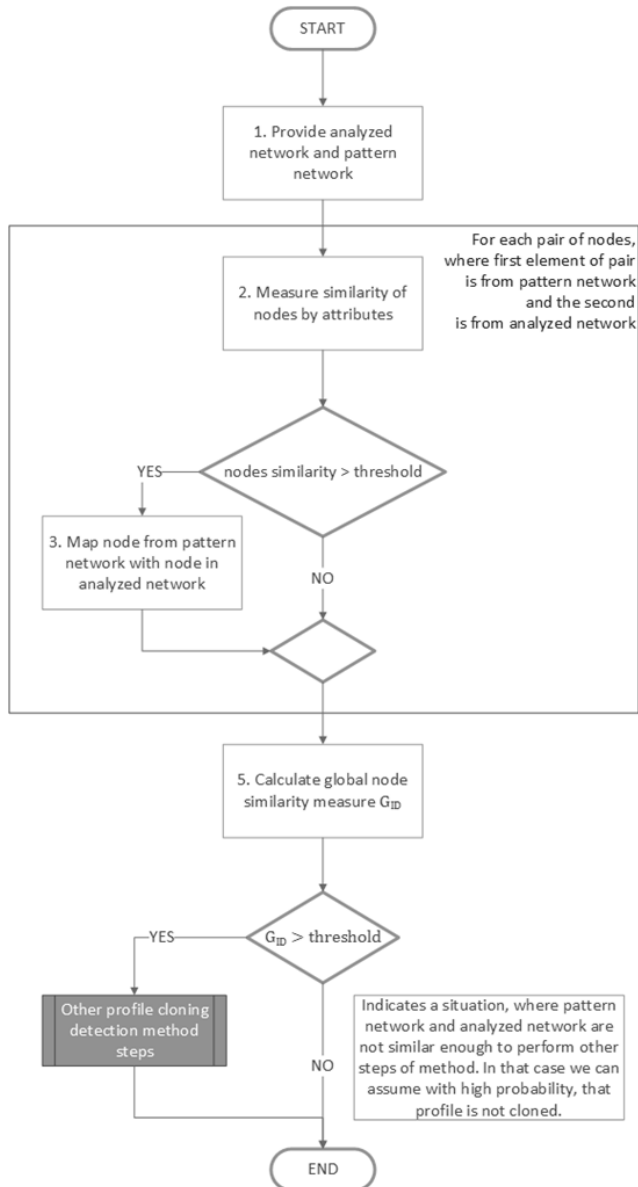 START
1. Provide analyzed
network and pattern
network
For each pair of nodes,
where first element of pair
is from pattern network
and the second
is from analyzed network
2. Measure similarity of
nodes by attributes
nodes similarity > threshold
YES
3. Map node from pattern
network with node in
analyzed network
NO
5. Calculate global node
similarity measure G_ID
G_ID > threshold
YES
Other profile cloning
detection method
steps
NO
Indicates a situation, where pattern
network and analyzed network are
not similar enough to perform other
steps of method. In that case we can
assume with high probability, that
profile is not cloned.
END